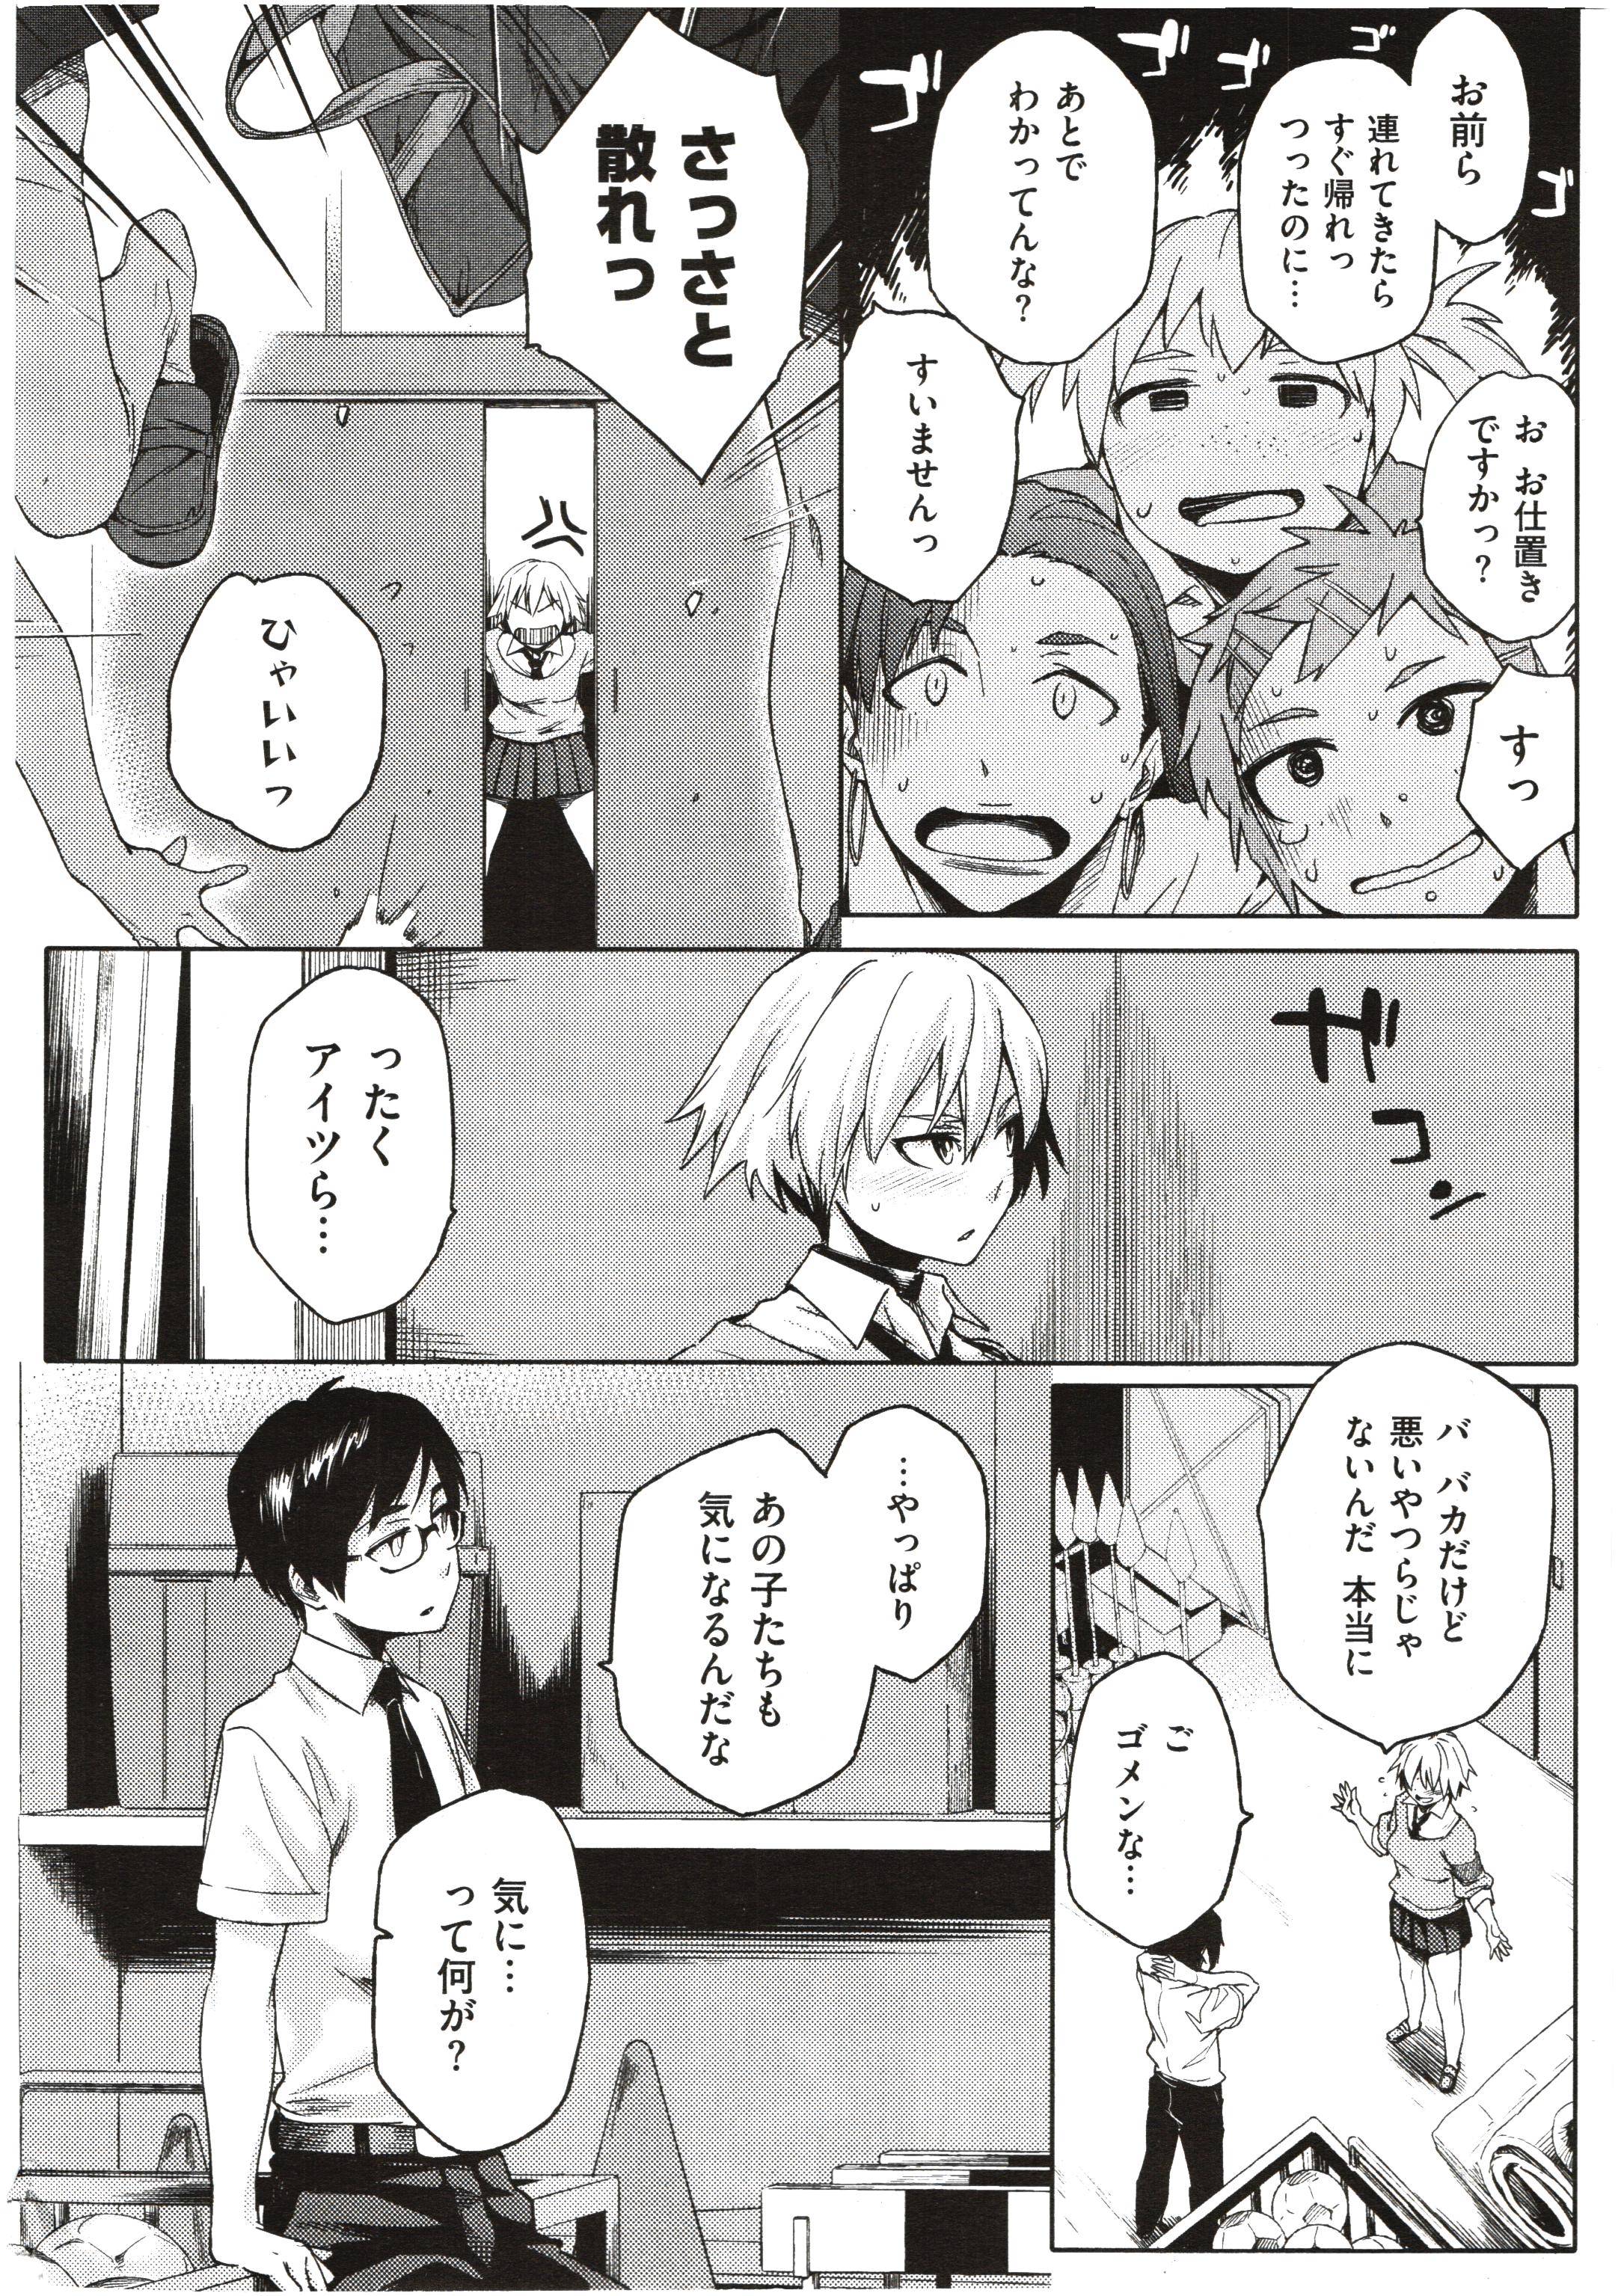 お前ら
連れてきたら
すぐ帰れっ
つったのに…
ゴ
ゴ
ゴ
ゴ
ゴ
あとで
わかってんな?
お お仕置き
ですかっ?
すっ
すいませんっ
さっさと
散れっ
ひゃいいっ
ガコン
ったく
アイツら…
バ バカだけど
悪いやつらじゃ
ないんだ 本当に
ご
ゴメンな…
…やっぱり
あの子たちも
気になるんだな
気に…
って何が?